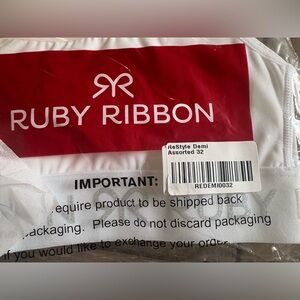 RUBY RIBBON
ReStyle Demi
Assorted 32
REDEMI0032
IMPORTANT:
equire product to be shipped back
packaging. Please do not discard packaging
if you would like to exchange your order